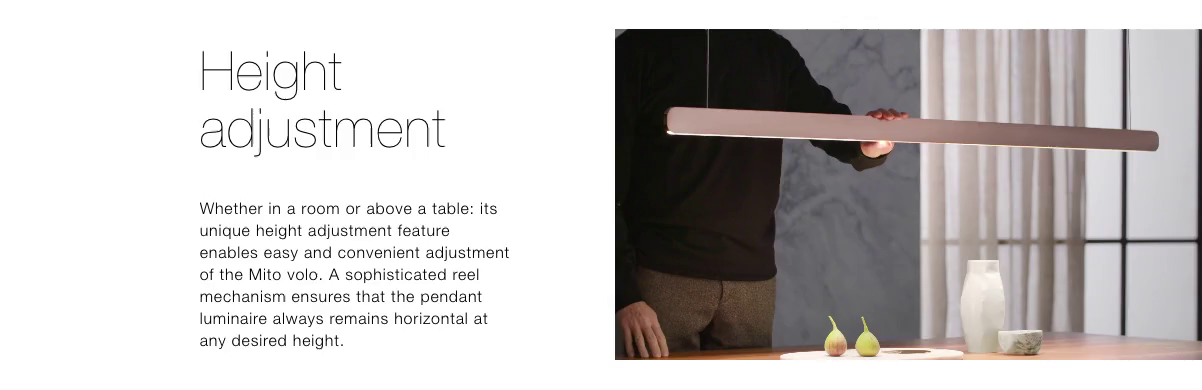 Height
adjustment
Whether in a room or above a table: its
unique height adjustment feature
enables easy and convenient adjustment
of the Mito volo. A sophisticated reel
mechanism ensures that the pendant
luminaire always remains horizontal at
any desired height.